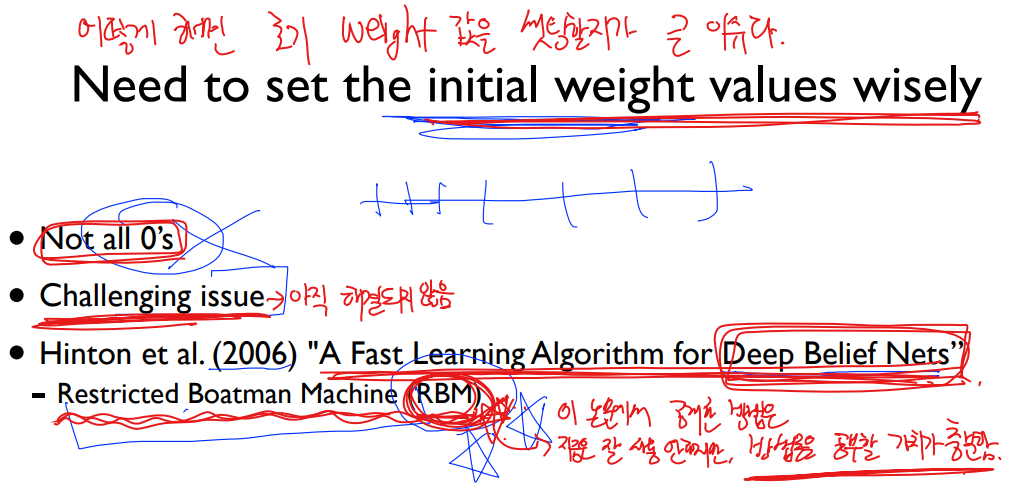 어떻게 하면 초기 weight 값을 셋팅할지가 큰 이슈다.
Need to set the initial weight values wisely
• Not all 0's
• Challenging issue → 아직 해결되지 않음
• Hinton et al. (2006) "A Fast Learning Algorithm for Deep Belief Nets”
– Restricted Boatman Machine (RBM)
이 논문에서 방법은
→ 지금은 잘 사용 안하지만, 방법을 공부할 가치가 충분함.